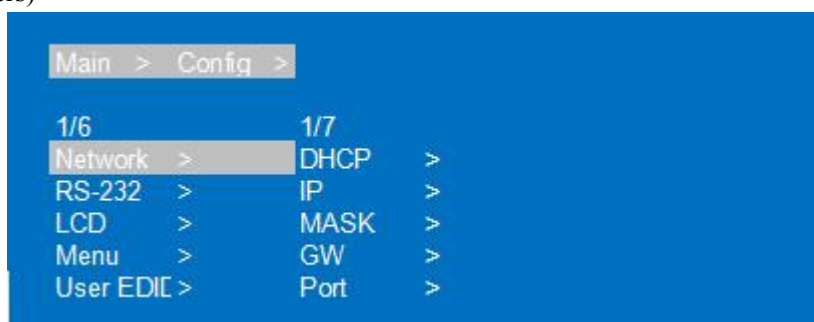 Main > Config >
1/6 1/7
Network > DHCP >
RS-232 > IP >
LCD > MASK >
Menu > GW >
User EDID > Port >